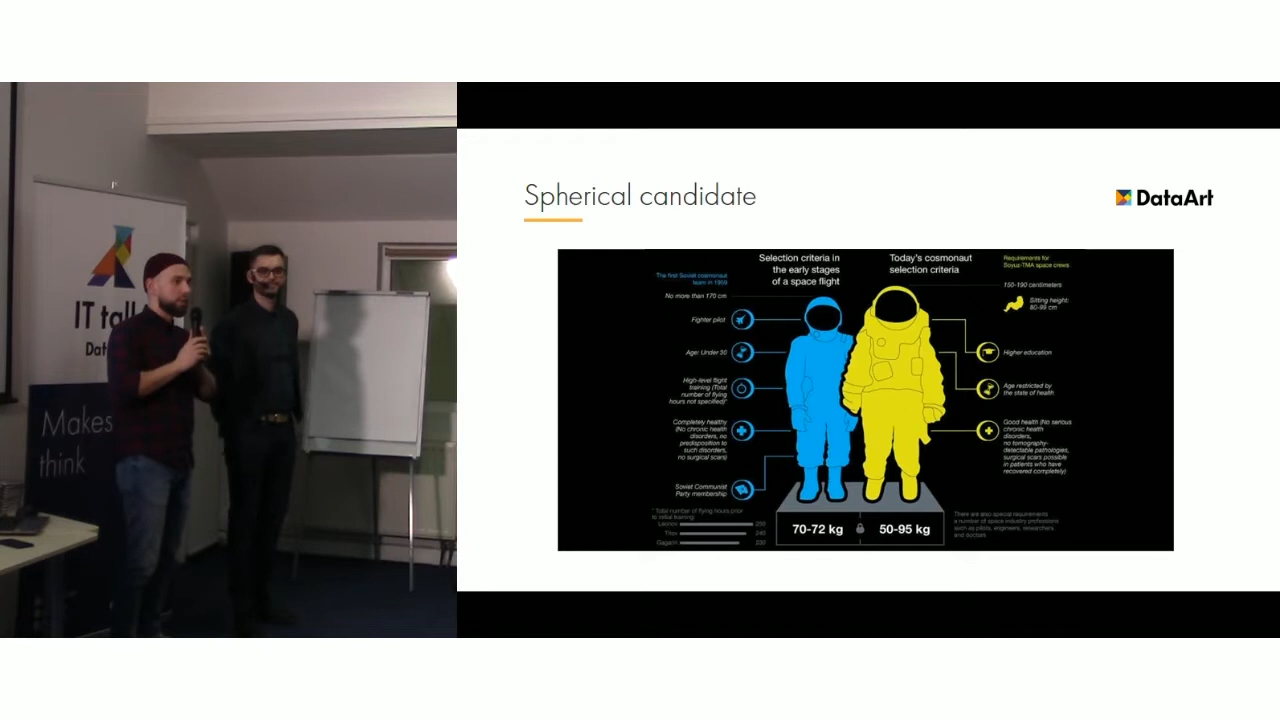 IT tal
Dat
Makes
think
Spherical candidate
DataArt
Selection criteria in
the early stages
of a space flight
Today's cosmonaut
selection criteria
The first Soviet cosmonaut
team in 1959
No more than 170 cm
Fighter pilot
Age: Under 30
High-level flight
training (Total
number of flying
hours not specified)*
Completely healthy
(No chronic health
disorders, no
predisposition to
such disorders,
no surgical scars)
Soviet Communist
Party membership
* Total number of flying hours prior
to initial training:
Leonov 250
Titov 240
Gagarin 230
70-72 kg
50-95 kg
Requirements for
Soyuz-TMA space crews
150-190 centimeters
Sitting height:
80-99 cm
Higher education
Age restricted by
the state of health
Good health (No serious
chronic health
disorders,
no tomography-
detectable pathologies,
surgical scars possible
in patients who have
recovered completely)
There are also special requirements
a number of space industry professions
such as pilots, engineers, researchers,
and doctors